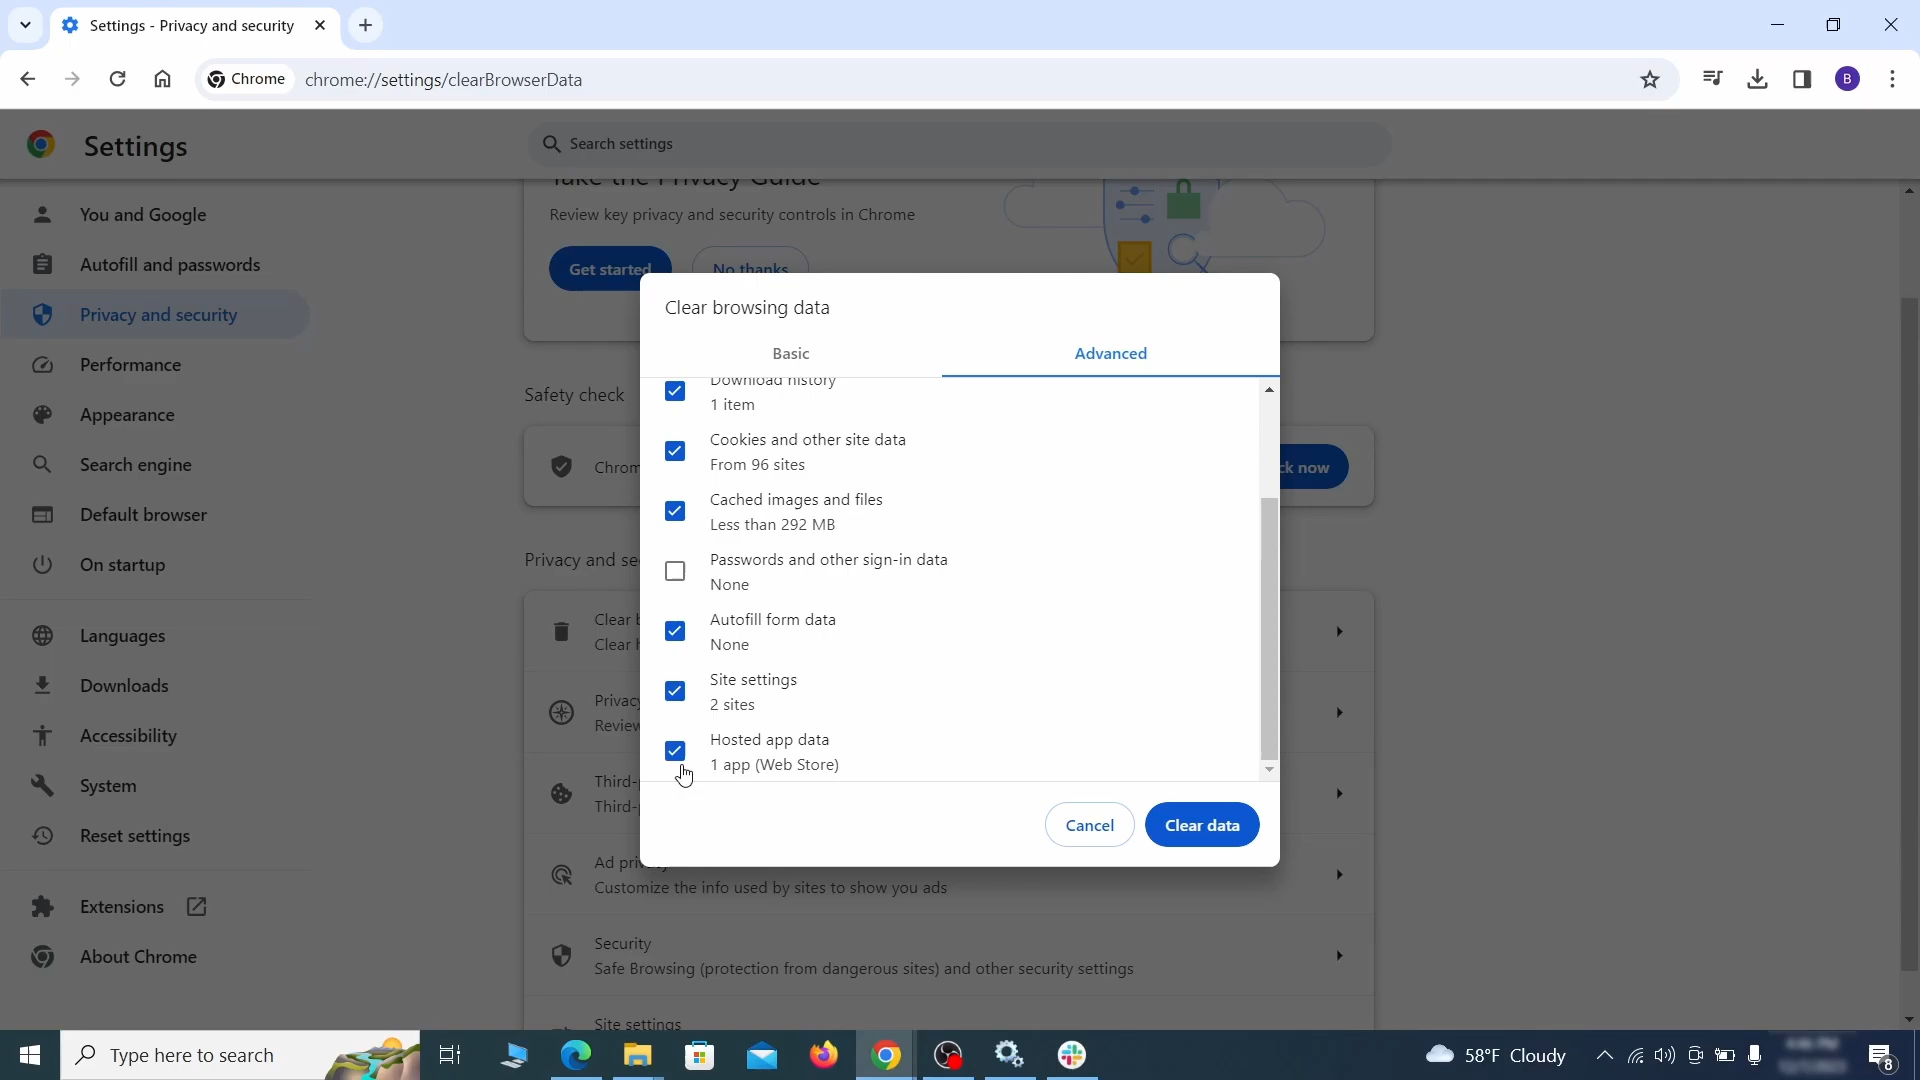 Settings - Privacy and security
Chrome
chrome://settings/clearBrowserData
B
Settings
Search settings
You and Google
Autofill and passwords
Privacy and security
Performance
Appearance
Search engine
Default browser
On startup
Languages
Downloads
Accessibility
System
Reset settings
Extensions
About Chrome
Take the Privacy Guide
Review key privacy and security controls in Chrome
Get started
No thanks
Safety check
Chrom
ck now
Privacy and se
Clear b
Clear h
Privacy
Review
Third-p
Third-p
Ad priva
Customize the info used by sites to show you ads
Security
Safe Browsing (protection from dangerous sites) and other security settings
Site settings
Clear browsing data
Basic
Advanced
Download history
1 item
Cookies and other site data
From 96 sites
Cached images and files
Less than 292 MB
Passwords and other sign-in data
None
Autofill form data
None
Site settings
2 sites
Hosted app data
1 app (Web Store)
Cancel
Clear data
Type here to search
58°F Cloudy
8